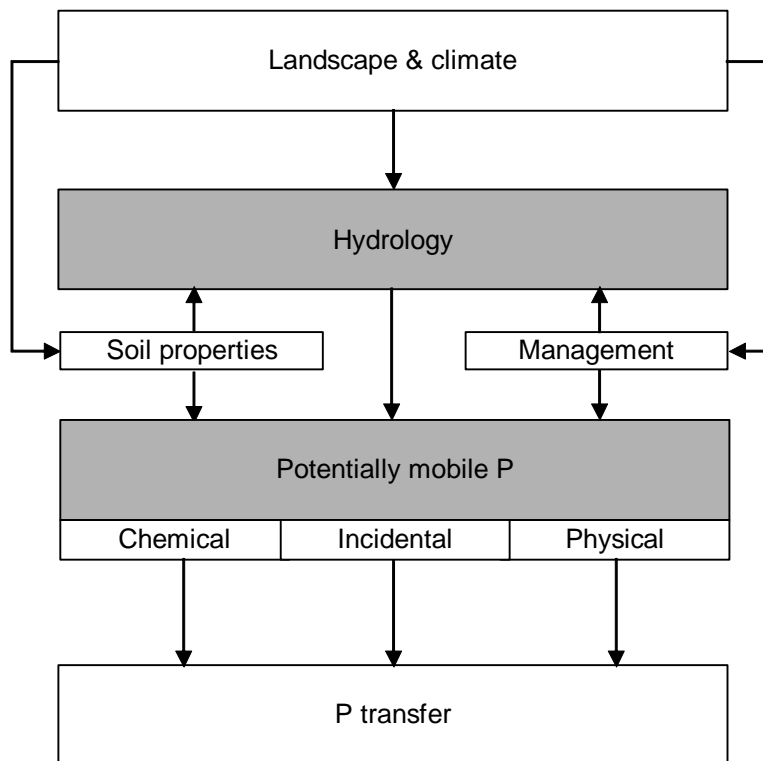 Landscape & climate
Hydrology
Soil properties
Management
Potentially mobile P
Chemical
Incidental
Physical
P transfer